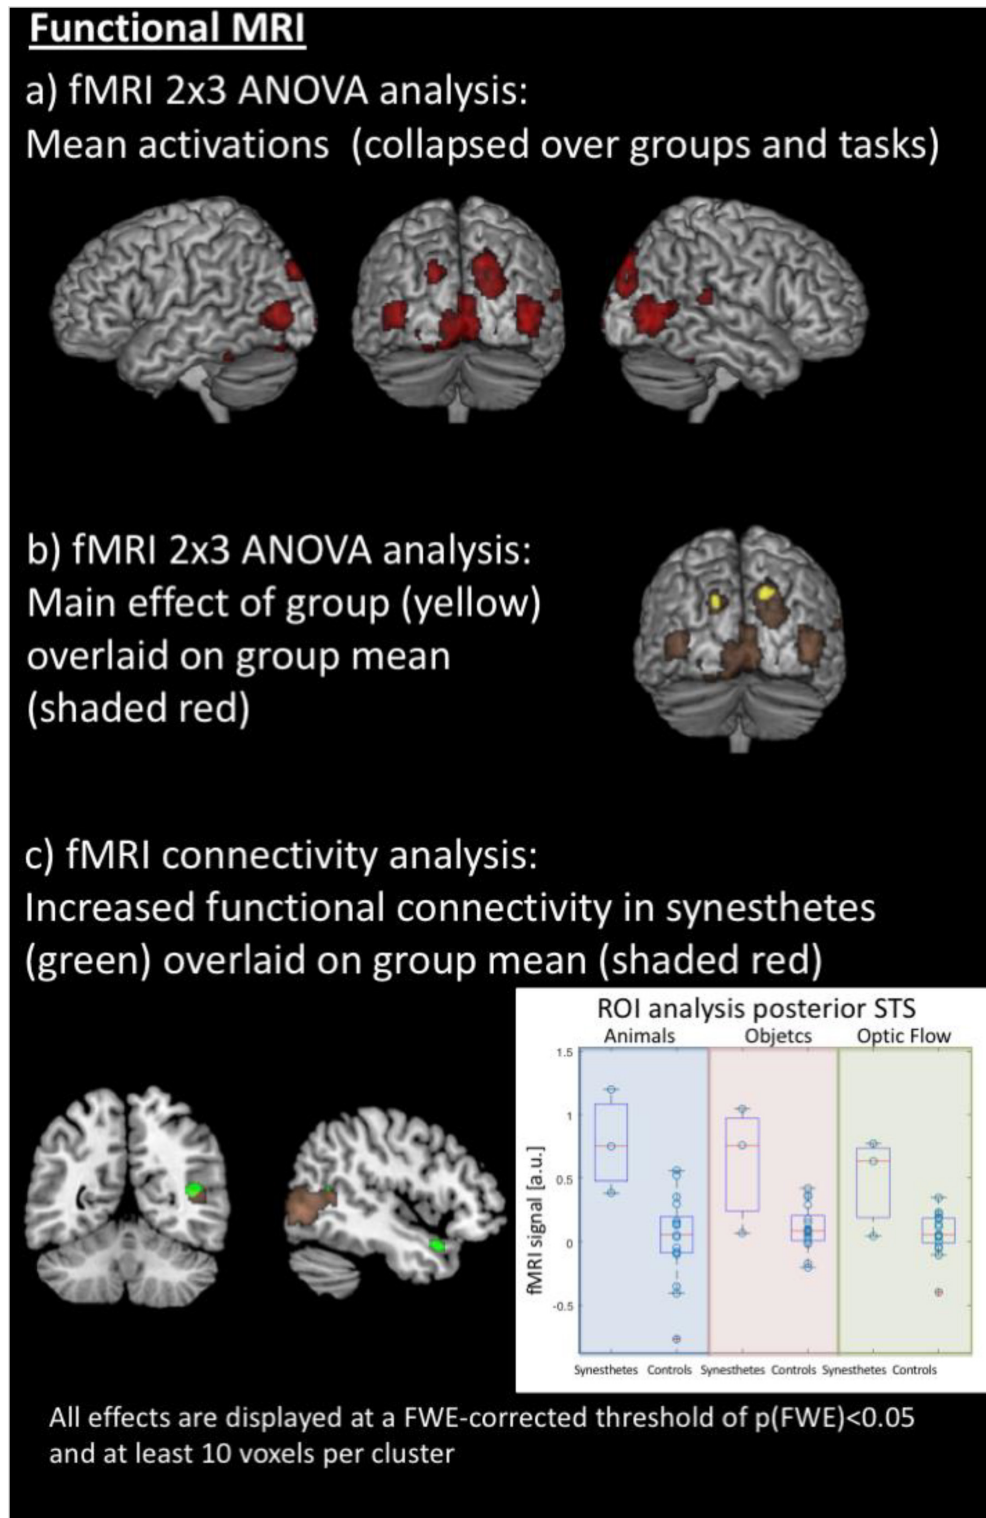 Functional MRI
a) fMRI 2x3 ANOVA analysis:
Mean activations (collapsed over groups and tasks)
b) fMRI 2x3 ANOVA analysis:
Main effect of group (yellow)
overlaid on group mean
(shaded red)
c) fMRI connectivity analysis:
Increased functional connectivity in synesthetes
(green) overlaid on group mean (shaded red)
ROI analysis posterior STS
Animals Objetcs Optic Flow
1.5
1
0.5
0
-0.5
fMRI signal [a.u.]
Synesthetes Controls Synesthetes Controls Synesthetes Controls
All effects are displayed at a FWE-corrected threshold of p(FWE)<0.05
and at least 10 voxels per cluster